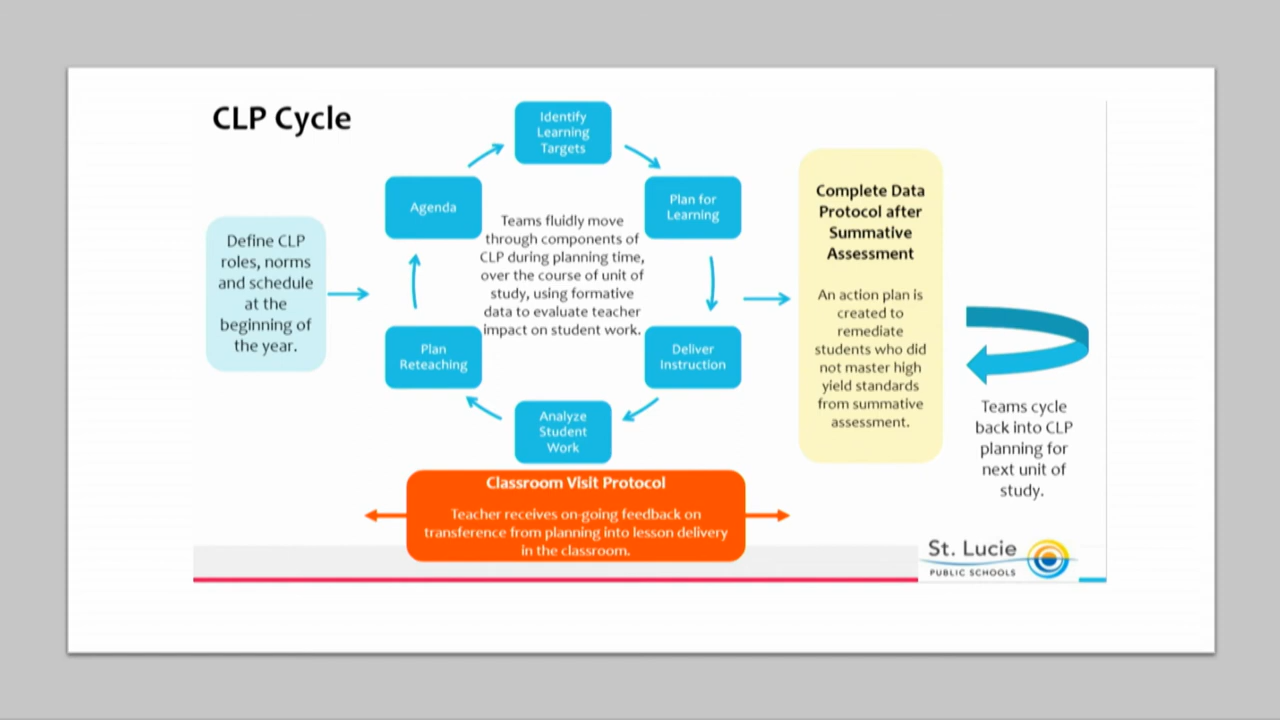 CLP Cycle
Identify
Learning
Targets
Agenda
Plan for
Learning
Define CLP
roles, norms
and schedule
at the
beginning of
the year.
Teams fluidly move
through components of
CLP during planning time,
over the course of unit of
study, using formative
data to evaluate teacher
impact on student work.
Plan
Reteaching
Deliver
Instruction
Analyze
Student
Work
Complete Data
Protocol after
Summative
Assessment
An action plan is
created to
remediate
students who did
not master high
yield standards
from summative
assessment.
Teams cycle
back into CLP
planning for
next unit of
study.
Classroom Visit Protocol
Teacher receives on-going feedback on
transference from planning into lesson delivery
in the classroom.
St. Lucie
PUBLIC SCHOOLS